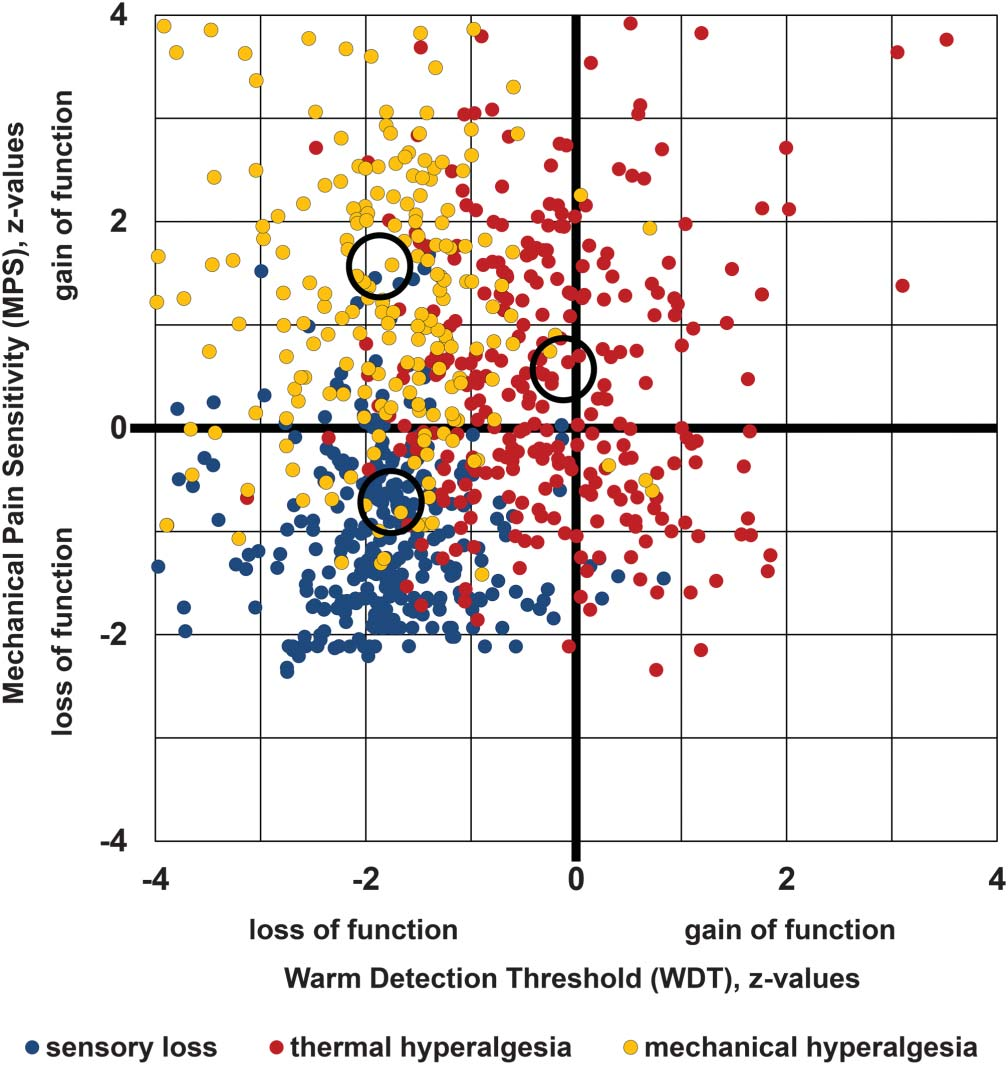 Mechanical Pain Sensitivity (MPS), z-values
gain of function
loss of function
4
2
0
-2
-4
-4
-2
0
2
4
loss of function
gain of function
Warm Detection Threshold (WDT), z-values
sensory loss
thermal hyperalgesia
mechanical hyperalgesia